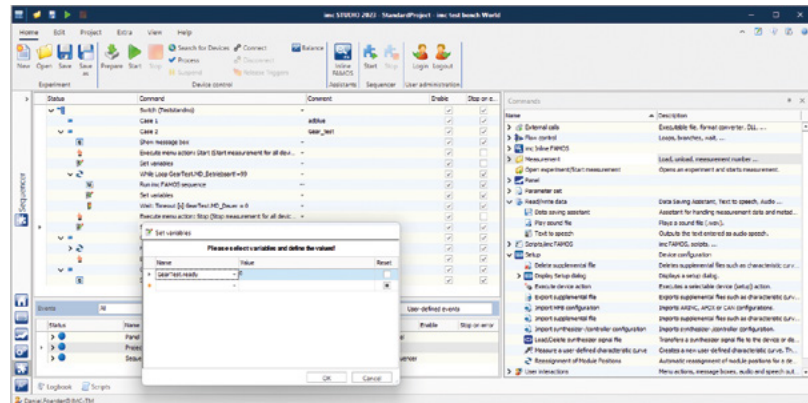 imc STUDIO 2023 - StandardProject - imc test bench World
Home Edit Project Extra View Help
New Open Save Save as
Experiment
Prepare Start Stop
Search for Devices
Process
Suspend
Connect
Disconnect
Release Triggers
Balance
Device control
Inline FAMOS
Assistants
Start Stop
Sequencer
Login Logout
User administration
Sequencer
Status Command Comment Enable Stop on e...
Switch (Teststandnr)
Case 1 adblue
Case 2 Gear_test
Show message box
Execute menu action: Start (Start measurement for all devi...
Set variables
While Loop GearTest.MD_Betriebsart!=99
Run imc FAMOS sequence
Set variables
Wait: Timeout [s] GearTest.MD_Dauer = 0
Execute menu action: Stop (Stop measurement for all devic...
Set variables
Please select variables and define the values!
Name Value Reset
GearTest.ready 0
OK Cancel
Events All User-defined events
Status Name Enable Stop on error
Panel
Logbook Scripts
Commands
Name Description
External calls Executable file, format converter, DLL, ...
Flow control Loops, branches, wait, ...
imc Inline FAMOS
Measurement Load, unload, measurement number ...
Open experiment/Start measurement Opens an experiment and starts measurement.
Panel
Parameter set
Read/write data Data Saving Assistant, Text to speech, Audio ...
Data saving assistant Assistant for handling measurement data and metad...
Play sound file Plays a sound file (.wav).
Text to speech Outputs the text entered as audio speech.
Scripts/imc FAMOS imc FAMOS, scripts, ...
Setup Device configuration
Delete supplemental file Deletes supplemental files such as characteristic curv...
Display Setup dialog Displays a setup dialog.
Execute device action Executes a selectable device (setup) action.
Export supplemental file Exports supplemental files such as characteristic curv...
Import MPB configuration Imports ARINC, APOS or CAN configurations.
Import supplemental file Imports supplemental files such as characteristic curv...
Import synthesizer-/controller configuration Imports synthesizer-/controller configuration.
Load/Delete synthesizer signal file Transfers a synthesizer signal file to the device or de...
Measure a user-defined characteristic curve Creates a new user defined characteristic curve. Th...
Reassignment of Module Positions Automatic reassignment of module positions for a de...
User interactions Menu actions, message boxes, audio and speech out...